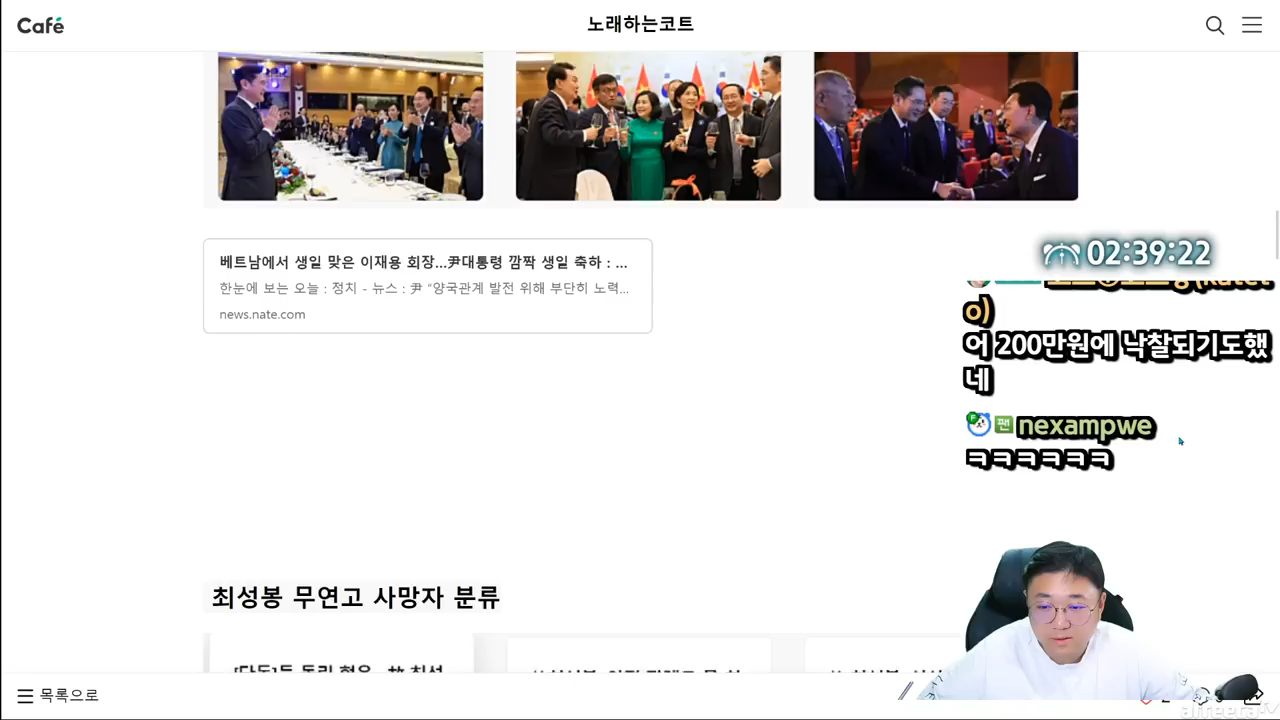 Café
노래하는코트
02:39:22
베트남에서 생일 맞은 이재용 회장...尹대통령 깜짝 생일 축하 : ...
한눈에 보는 오늘 : 정치 - 뉴스 : 尹 “양국관계 발전 위해 부단히 노력...
news.nate.com
이)
어 200만원에 낙찰되기도했
네
팬 nexampwe
ㅋㅋㅋㅋㅋㅋ
최성봉 무연고 사망자 분류
목록으로
afreecaTV